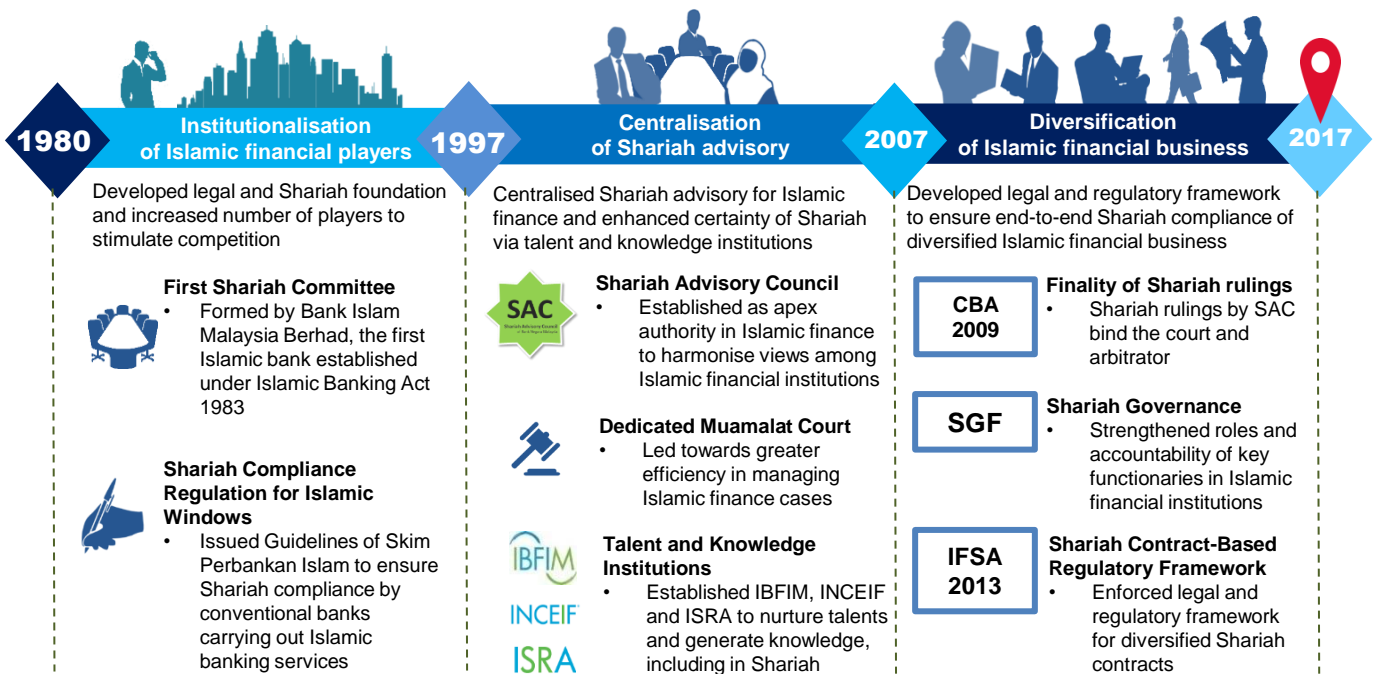 1980
Institutionalisation
of Islamic financial players
1997
Centralisation
of Shariah advisory
2007
Diversification
of Islamic financial business
2017
Developed legal and Shariah foundation
and increased number of players to
stimulate competition
First Shariah Committee
• Formed by Bank Islam
Malaysia Berhad, the first
Islamic bank established
under Islamic Banking Act
1983
Shariah Compliance
Regulation for Islamic
Windows
• Issued Guidelines of Skim
Perbankan Islam to ensure
Shariah compliance by
conventional banks
carrying out Islamic
banking services
Centralised Shariah advisory for Islamic
finance and enhanced certainty of Shariah
via talent and knowledge institutions
SAC
Shariah Advisory Council
Shariah Advisory Council
• Established as apex
authority in Islamic finance
to harmonise views among
Islamic financial institutions
Dedicated Muamalat Court
• Led towards greater
efficiency in managing
Islamic finance cases
IBFIM
INCEIF
ISRA
Talent and Knowledge
Institutions
• Established IBFIM, INCEIF
and ISRA to nurture talents
and generate knowledge,
including in Shariah
Developed legal and regulatory framework
to ensure end-to-end Shariah compliance of
diversified Islamic financial business
CBA
2009
Finality of Shariah rulings
• Shariah rulings by SAC
bind the court and
arbitrator
SGF
Shariah Governance
• Strengthened roles and
accountability of key
functionaries in Islamic
financial institutions
IFSA
2013
Shariah Contract-Based
Regulatory Framework
• Enforced legal and
regulatory framework
for diversified Shariah
contracts